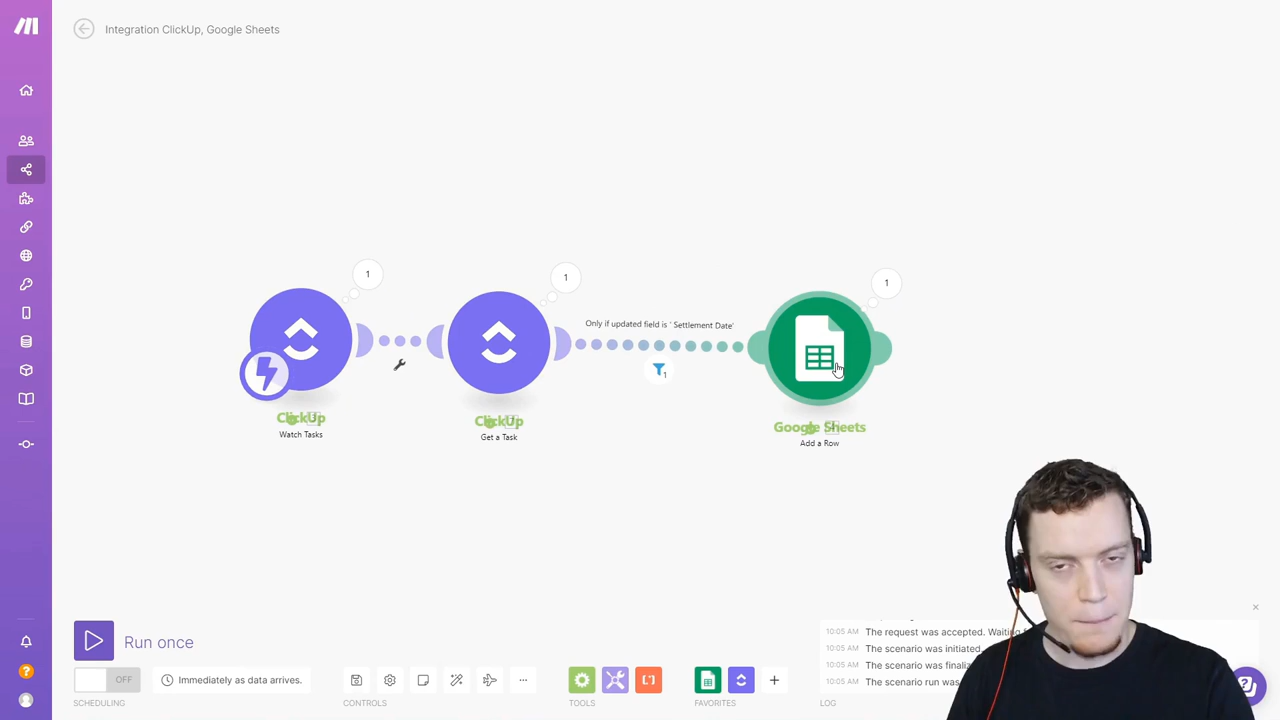 Integration ClickUp, Google Sheets
1
1
1
Only if updated field is ' Settlement Date'
1
ClickUp
Watch Tasks
ClickUp
Get a Task
Google Sheets
Add a Row
Run once
OFF
Immediately as data arrives.
SCHEDULING
CONTROLS
TOOLS
FAVORITES
LOG
10:05 AM The request was accepted. Waiting
10:05 AM The scenario was initiated.
10:05 AM The scenario was
10:05 AM The scenario run was